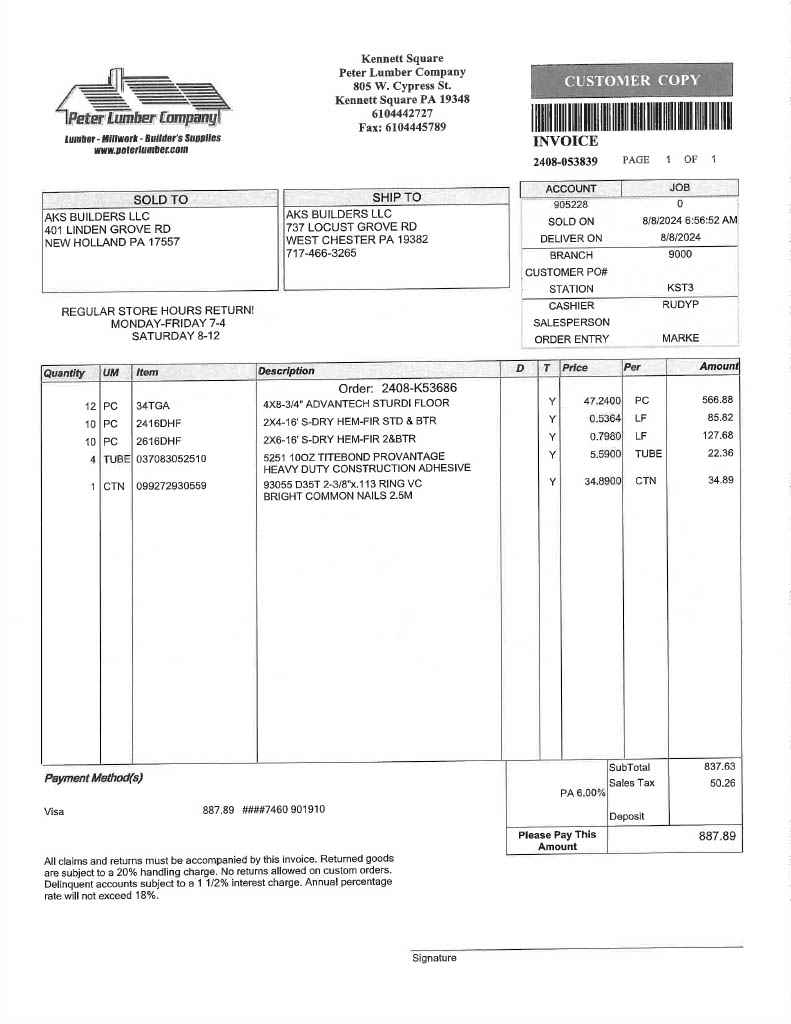 Kennett Square
Peter Lumber Company
805 W. Cypress St.
Kennett Square PA 19348
6104442727
Fax: 6104445789
Peter Lumber Company
Lumber - Millwork - Builder's Supplies
www.peterlumber.com
CUSTOMER COPY
INVOICE
2408-053839 PAGE 1 OF 1
SOLD TO
AKS BUILDERS LLC
401 LINDEN GROVE RD
NEW HOLLAND PA 17557
SHIP TO
AKS BUILDERS LLC
737 LOCUST GROVE RD
WEST CHESTER PA 19382
717-466-3265
ACCOUNT JOB
905228 0
SOLD ON 8/8/2024 6:56:52 AM
DELIVER ON 8/8/2024
BRANCH 9000
CUSTOMER PO#
STATION KST3
CASHIER RUDYP
SALESPERSON
ORDER ENTRY MARKE
REGULAR STORE HOURS RETURN!
MONDAY-FRIDAY 7-4
SATURDAY 8-12
Quantity UM Item Description D T Price Per Amount
Order: 2408-K53686
12 PC 34TGA 4X8-3/4" ADVANTECH STURDI FLOOR Y 47.2400 PC 566.88
10 PC 2416DHF 2X4-16' S-DRY HEM-FIR STD & BTR Y 0.5364 LF 85.82
10 PC 2616DHF 2X6-16' S-DRY HEM-FIR 2&BTR Y 0.7980 LF 127.68
4 TUBE 037083052510 5251 10OZ TITEBOND PROVANTAGE Y 5.5900 TUBE 22.36
HEAVY DUTY CONSTRUCTION ADHESIVE
1 CTN 099272930559 93055 D35T 2-3/8"x.113 RING VC Y 34.8900 CTN 34.89
BRIGHT COMMON NAILS 2.5M
Payment Method(s)
Visa 887.89 ####7460 901910
SubTotal 837.63
PA 6.00% Sales Tax 50.26
Deposit
Please Pay This Amount 887.89
All claims and returns must be accompanied by this invoice. Returned goods
are subject to a 20% handling charge. No returns allowed on custom orders.
Delinquent accounts subject to a 1 1/2% interest charge. Annual percentage
rate will not exceed 18%.
Signature